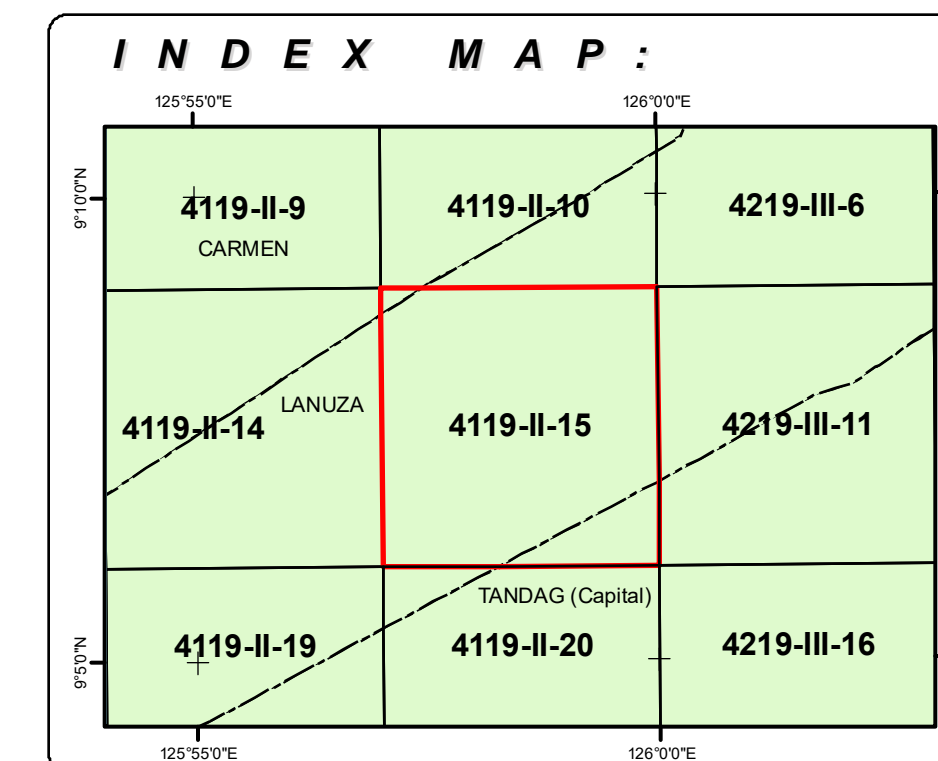 INDEX MAP:
125°55'0"E 126°0'0"E
9°10'0"N
4119-II-9 4119-II-10 4219-III-6
CARMEN
LANUZA
4119-II-14 4119-II-15 4219-III-11
TANDAG (Capital)
9°5'0"N
4119-II-19 4119-II-20 4219-III-16
125°55'0"E 126°0'0"E